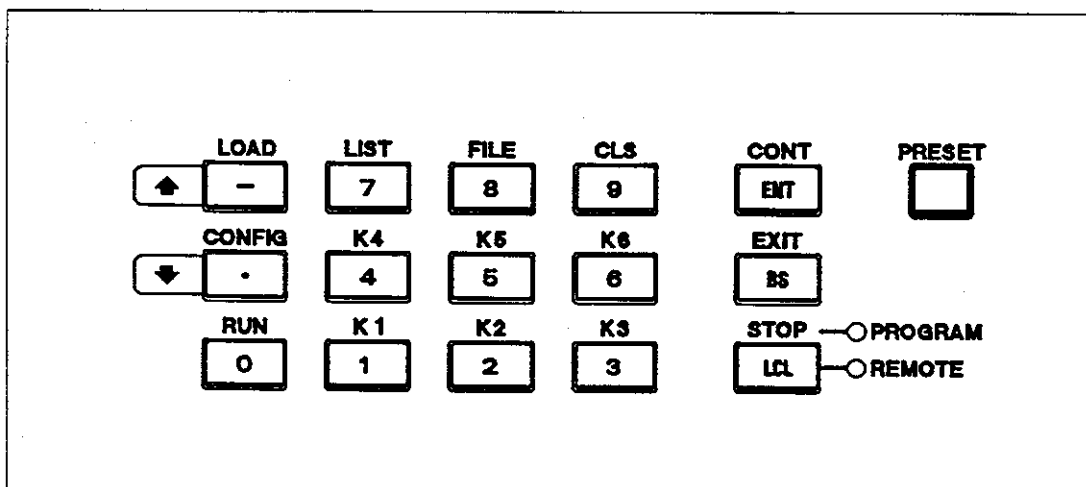 LOAD LIST FILE CLS CONT PRESET
- 7 8 9 ENT
CONFIG K4 K5 K6 EXIT
. 4 5 6 BS
RUN K1 K2 K3 STOP PROGRAM
0 1 2 3 LCL REMOTE